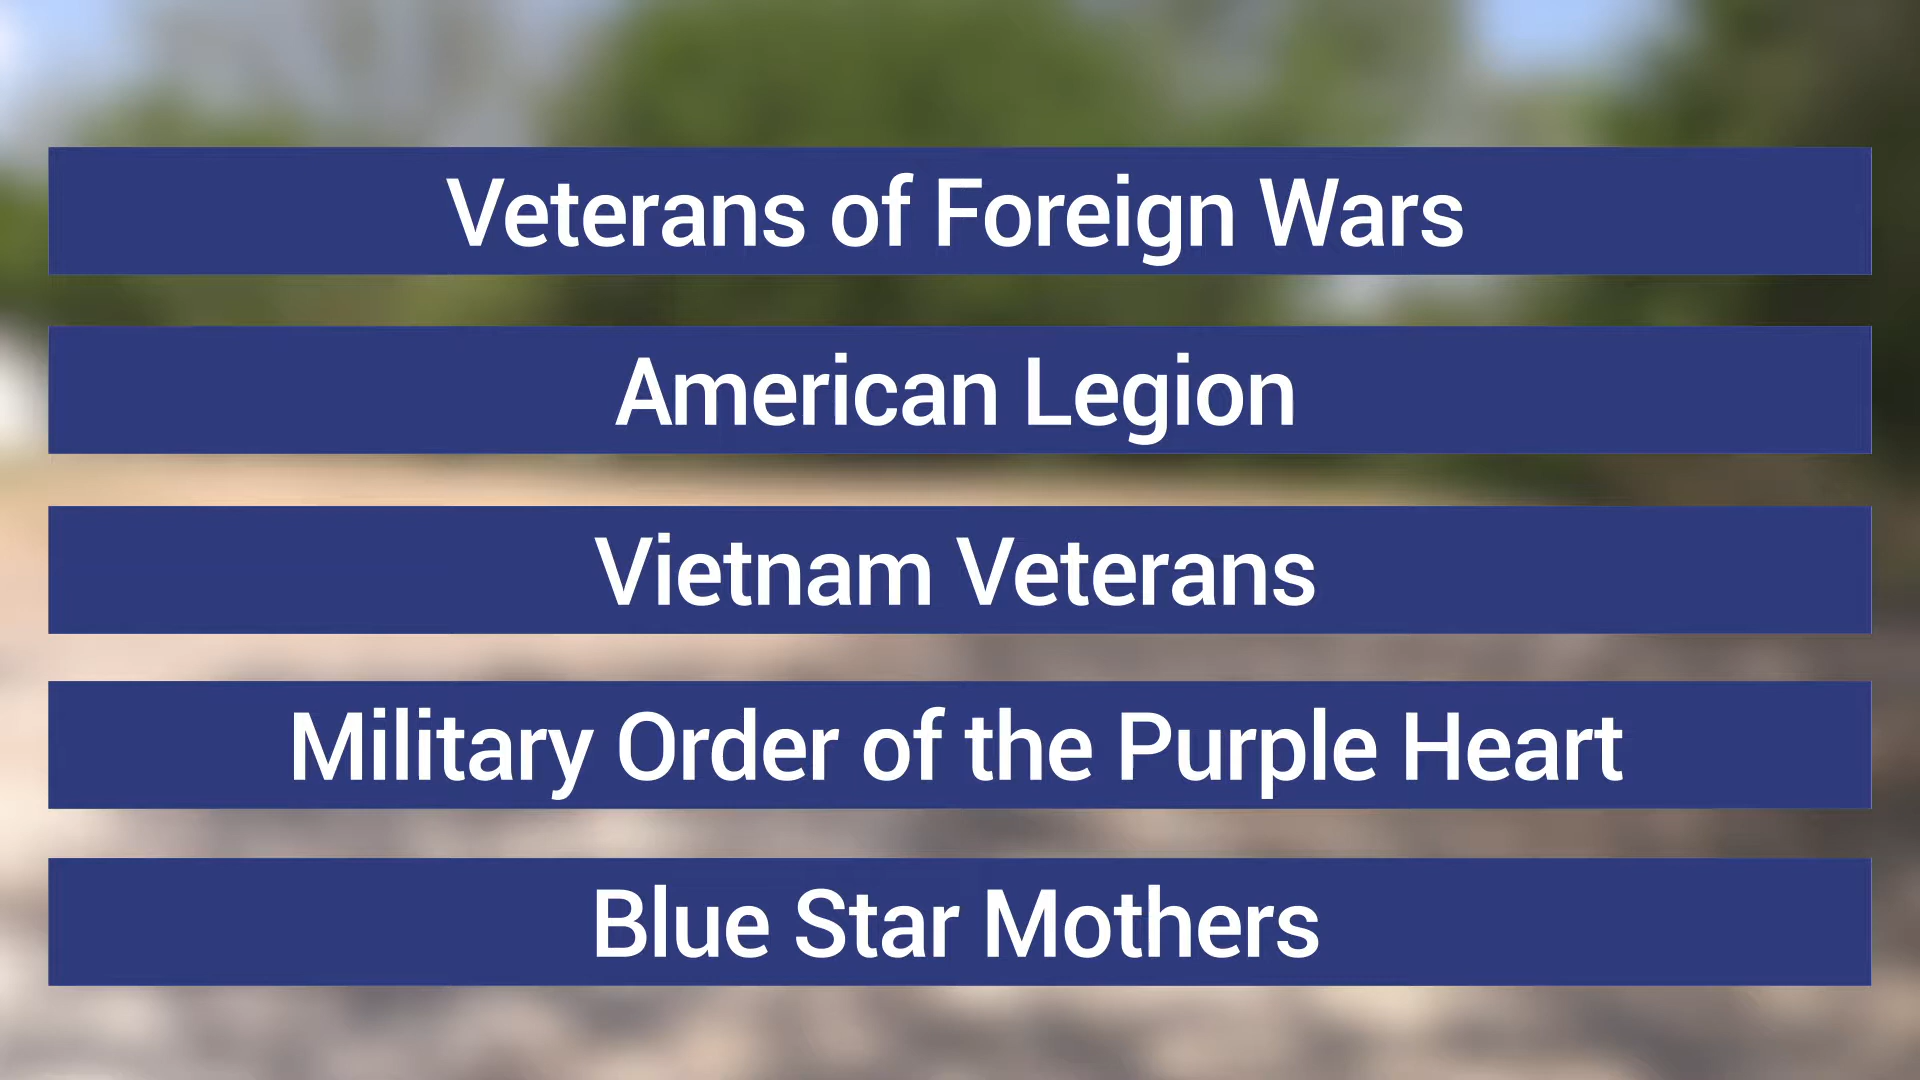 Veterans of Foreign Wars
American Legion
Vietnam Veterans
Military Order of the Purple Heart
Blue Star Mothers